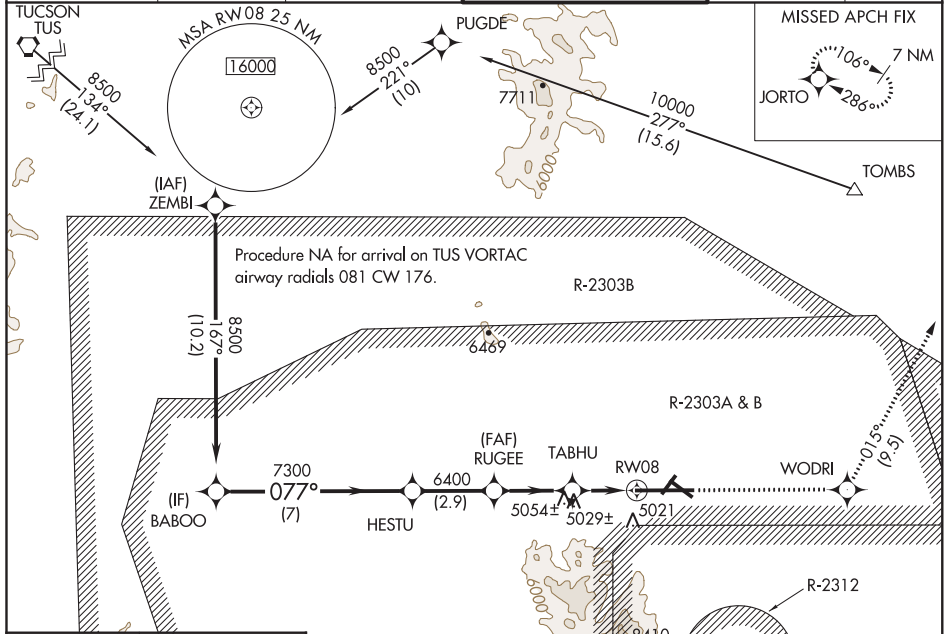 TUCSON
TUS
8500
134°
(24.1)
MSA RW08 25 NM
16000
8500
221°
(10)
PUGDE
7711
6000
10000
277°
(15.6)
TOMBS
MISSED APCH FIX
106°
7 NM
JORTO
286°
(IAF)
ZEMBI
Procedure NA for arrival on TUS VORTAC
airway radials 081 CW 176.
R-2303B
8500
167°
(10.2)
6469
R-2303A & B
015°
(9.5)
(IF)
BABOO
7300
077°
(7)
HESTU
6400
(2.9)
(FAF)
RUGEE
TABHU
5054±
5029±
RW08
5021
WODRI
6000
R-2312
8410